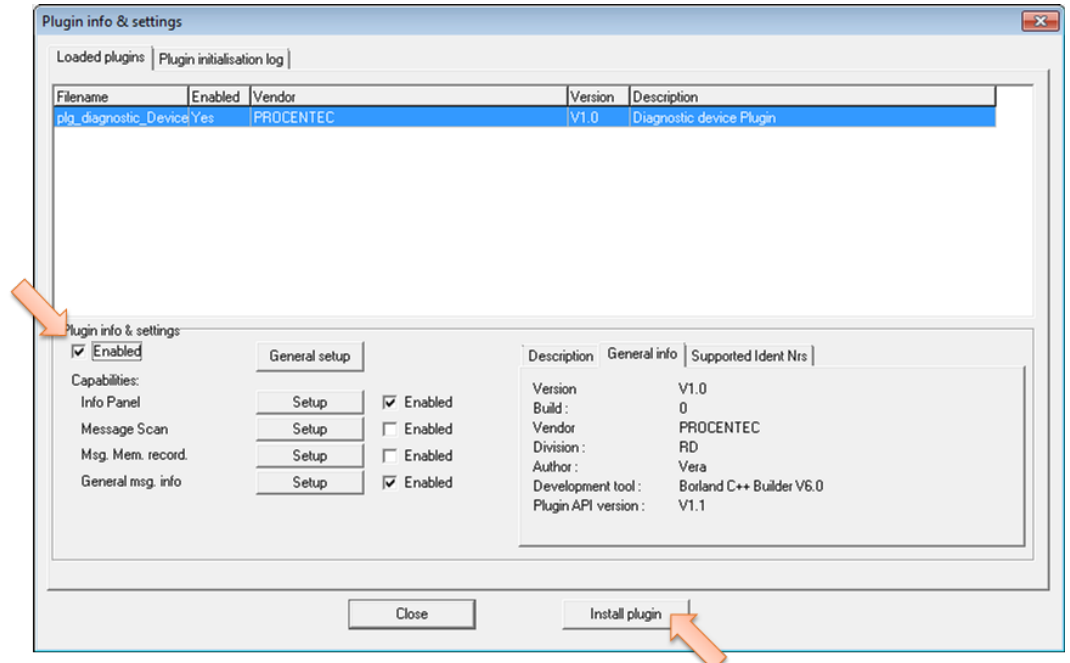 Plugin info & settings
Loaded plugins Plugin initialisation log
Filename Enabled Vendor Version Description
plg_diagnostic_Device Yes PROCENTEC V1.0 Diagnostic device Plugin
Plugin info & settings
Enabled
General setup
Capabilities:
Info Panel Setup Enabled
Message Scan Setup Enabled
Msg. Mem. record. Setup Enabled
General msg. info Setup Enabled
Description General info Supported Ident Nrs
Version V1.0
Build : 0
Vendor PROCENTEC
Division : RD
Author : Vera
Development tool : Borland C++ Builder V6.0
Plugin API version : V1.1
Close Install plugin